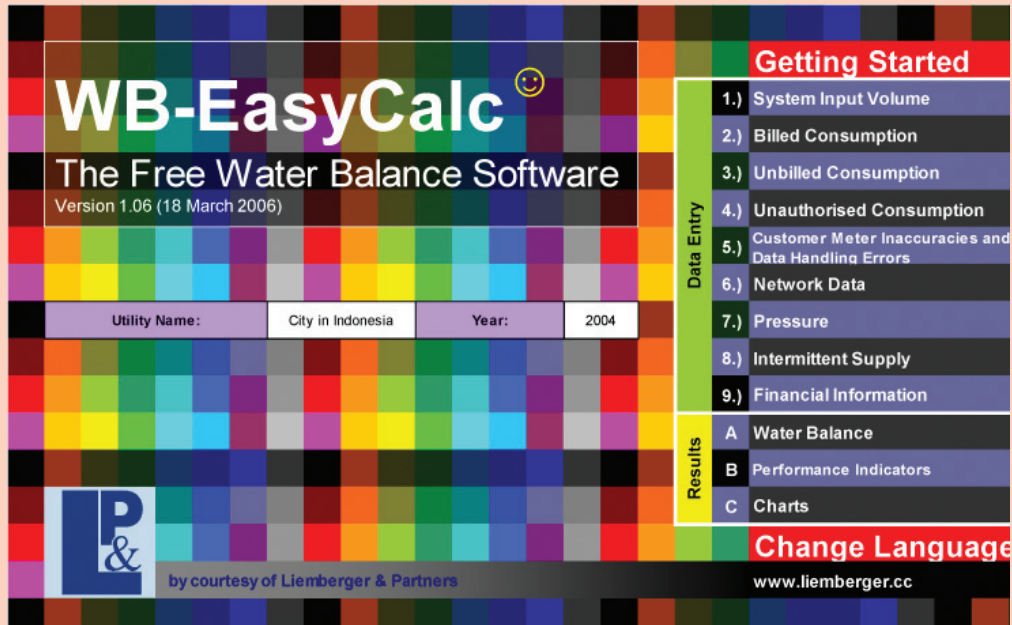 WB-EasyCalc
The Free Water Balance Software
Version 1.06 (18 March 2006)
Utility Name:
City in Indonesia
Year:
2004
LP&
by courtesy of Liemberger & Partners
Getting Started
Data Entry
1.) System Input Volume
2.) Billed Consumption
3.) Unbilled Consumption
4.) Unauthorised Consumption
5.) Customer Meter Inaccuracies and
Data Handling Errors
6.) Network Data
7.) Pressure
8.) Intermittent Supply
9.) Financial Information
Results
A Water Balance
B Performance Indicators
C Charts
Change Language
www.liemberger.cc